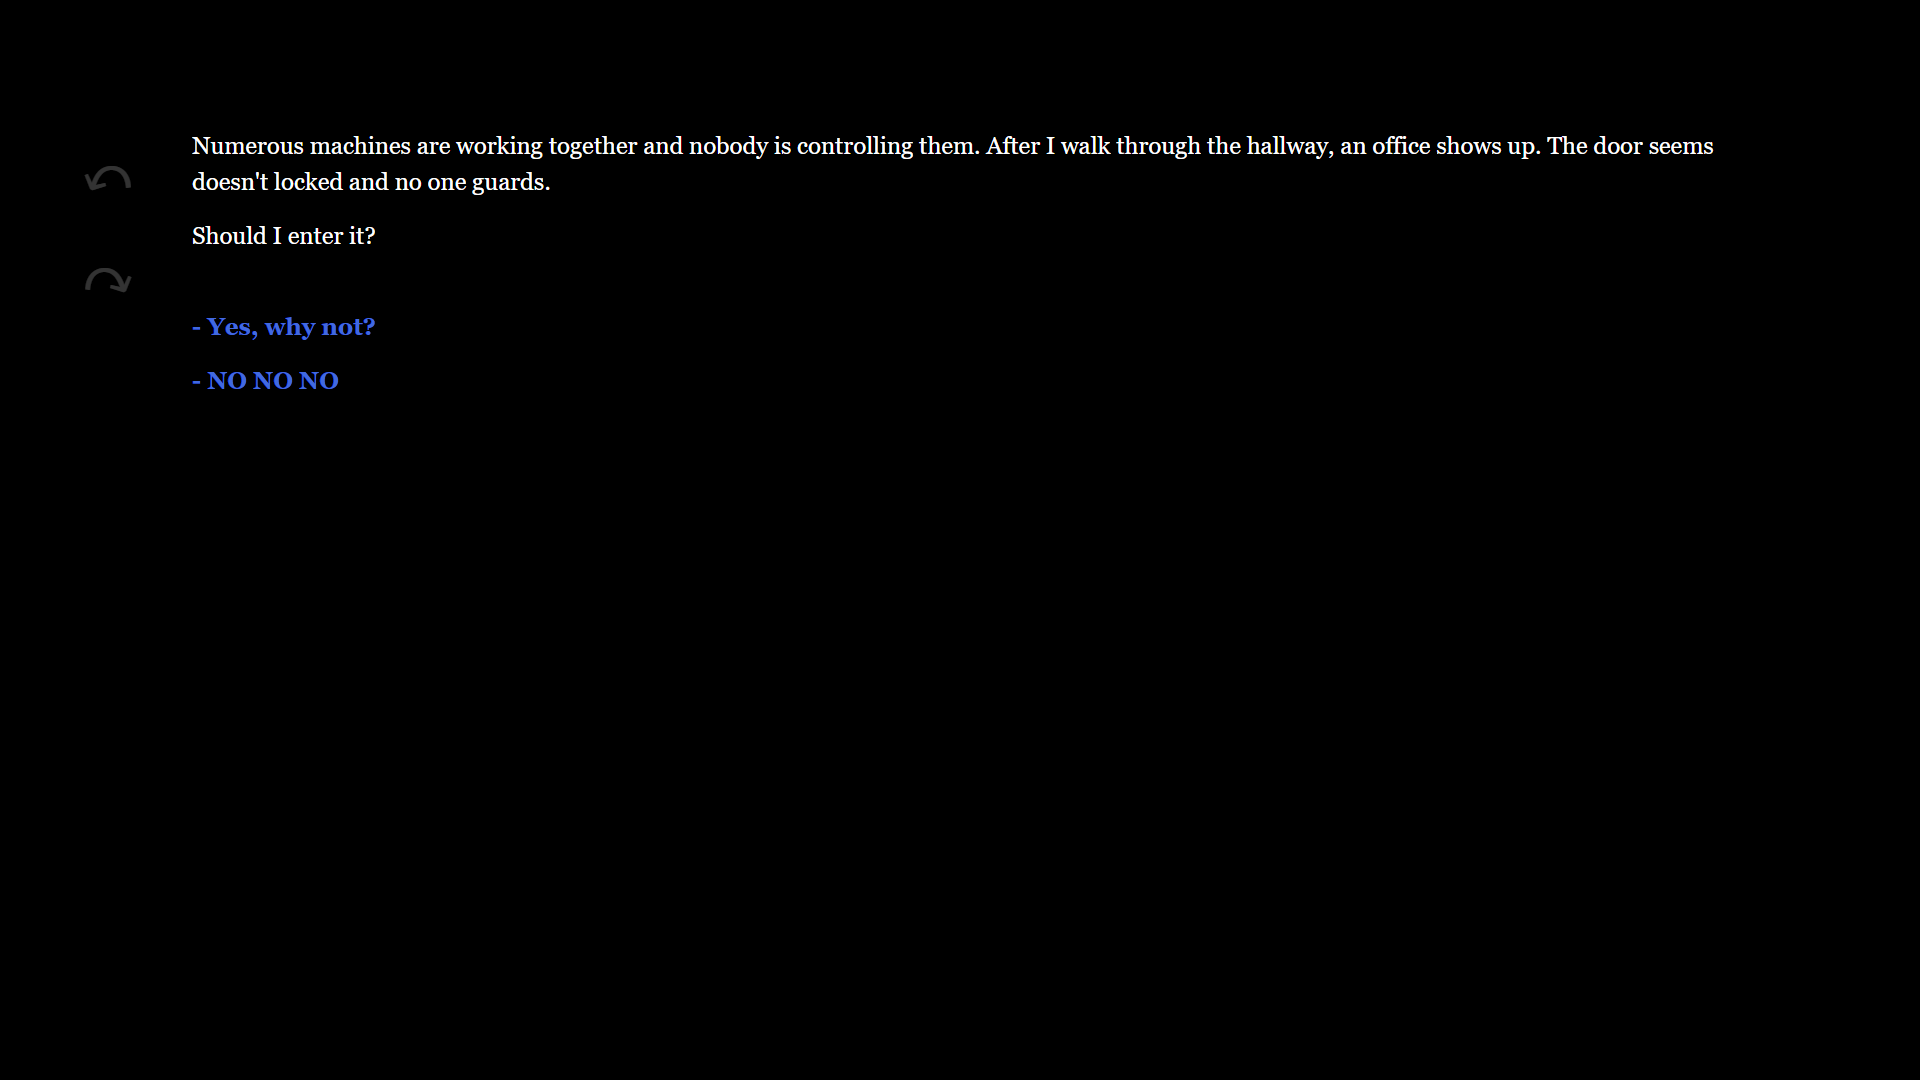 Numerous machines are working together and nobody is controlling them. After I walk through the hallway, an office shows up. The door seems
doesn't locked and no one guards.
Should I enter it?
- Yes, why not?
- NO NO NO